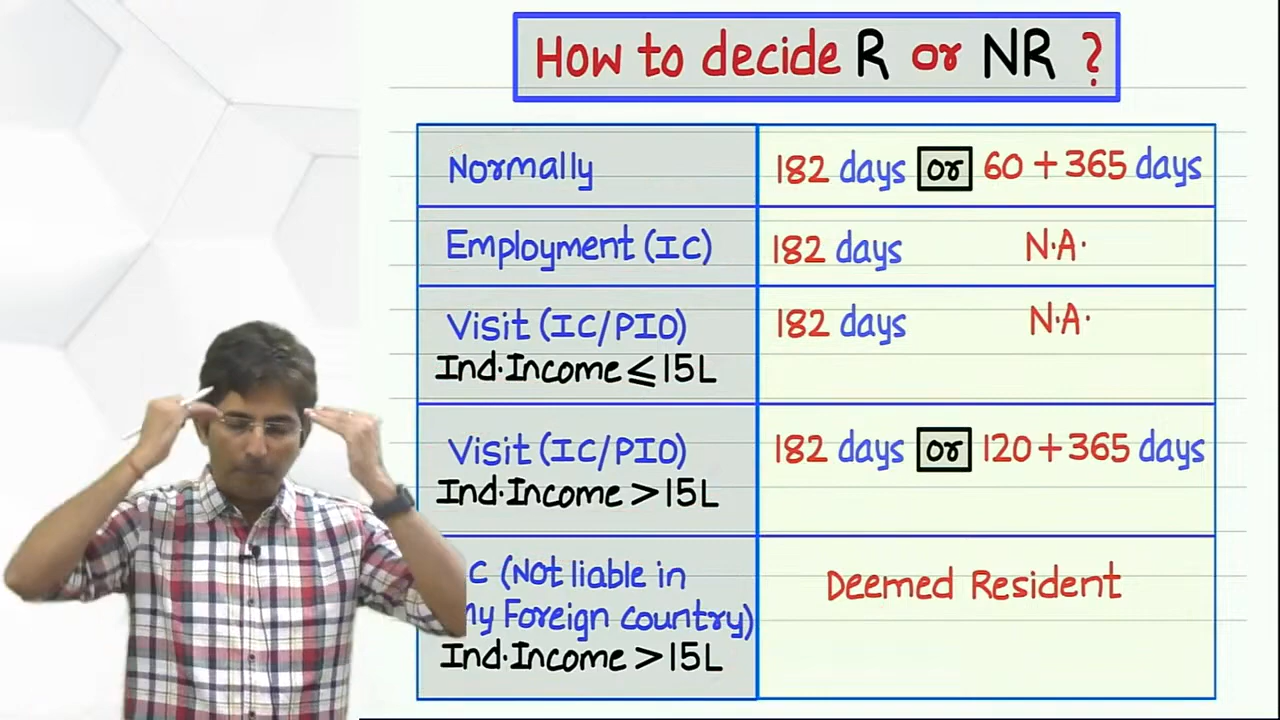 How to decide R or NR ?
Normally 182 days or 60 + 365 days
Employment (IC) 182 days N.A.
Visit (IC/PIO) 182 days N.A.
Ind.Income ≤ 15L
Visit (IC/PIO) 182 days or 120 + 365 days
Ind.Income > 15L
C (Not liable in Deemed Resident
ny Foreign country)
Ind.Income > 15L